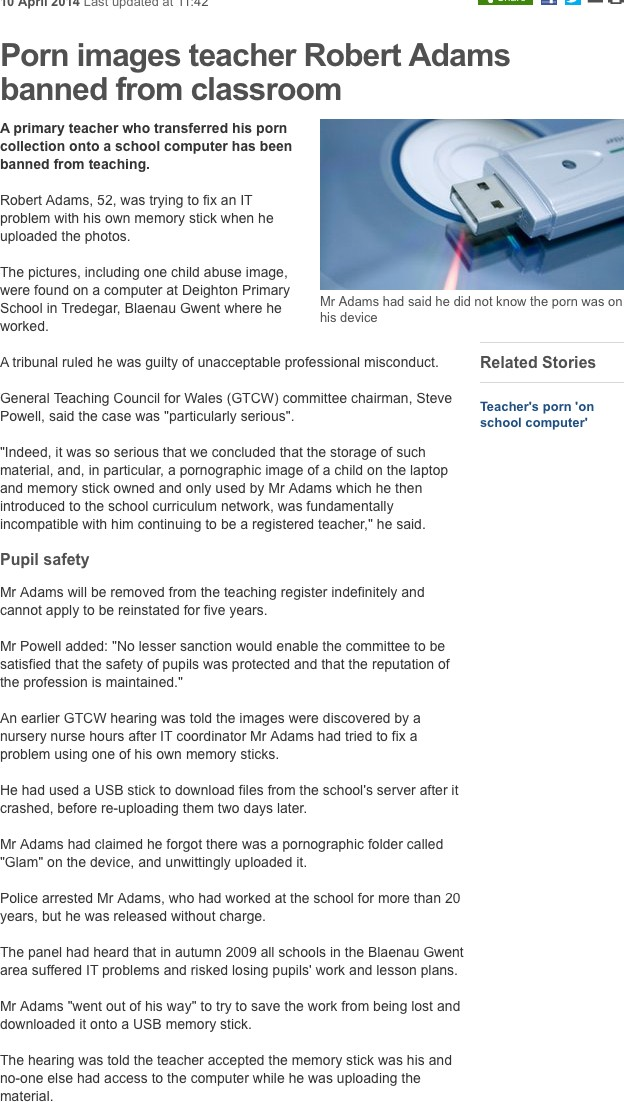 10 April 2014 Last updated at 11:42
Share
Porn images teacher Robert Adams
banned from classroom
A primary teacher who transferred his porn
collection onto a school computer has been
banned from teaching.
Robert Adams, 52, was trying to fix an IT
problem with his own memory stick when he
uploaded the photos.
The pictures, including one child abuse image,
were found on a computer at Deighton Primary
School in Tredegar, Blaenau Gwent where he
worked.
Mr Adams had said he did not know the porn was on
his device
A tribunal ruled he was guilty of unacceptable professional misconduct.
General Teaching Council for Wales (GTCW) committee chairman, Steve
Powell, said the case was "particularly serious".
"Indeed, it was so serious that we concluded that the storage of such
material, and, in particular, a pornographic image of a child on the laptop
and memory stick owned and only used by Mr Adams which he then
introduced to the school curriculum network, was fundamentally
incompatible with him continuing to be a registered teacher," he said.
Pupil safety
Mr Adams will be removed from the teaching register indefinitely and
cannot apply to be reinstated for five years.
Mr Powell added: "No lesser sanction would enable the committee to be
satisfied that the safety of pupils was protected and that the reputation of
the profession is maintained."
An earlier GTCW hearing was told the images were discovered by a
nursery nurse hours after IT coordinator Mr Adams had tried to fix a
problem using one of his own memory sticks.
He had used a USB stick to download files from the school's server after it
crashed, before re-uploading them two days later.
Mr Adams had claimed he forgot there was a pornographic folder called
"Glam" on the device, and unwittingly uploaded it.
Police arrested Mr Adams, who had worked at the school for more than 20
years, but he was released without charge.
The panel had heard that in autumn 2009 all schools in the Blaenau Gwent
area suffered IT problems and risked losing pupils' work and lesson plans.
Mr Adams "went out of his way" to try to save the work from being lost and
downloaded it onto a USB memory stick.
The hearing was told the teacher accepted the memory stick was his and
no-one else had access to the computer while he was uploading the
material.
Related Stories
Teacher's porn 'on
school computer'